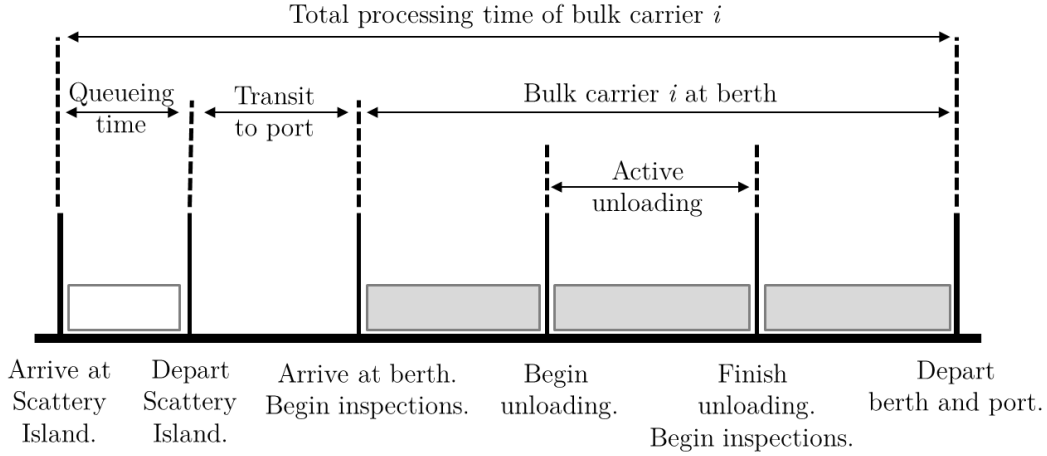 Total processing time of bulk carrier i
Queueing
time
Transit
to port
Bulk carrier i at berth
Active
unloading
Arrive at
Scattery
Island.
Depart
Scattery
Island.
Arrive at berth.
Begin inspections.
Begin
unloading.
Finish
unloading.
Begin inspections.
Depart
berth and port.